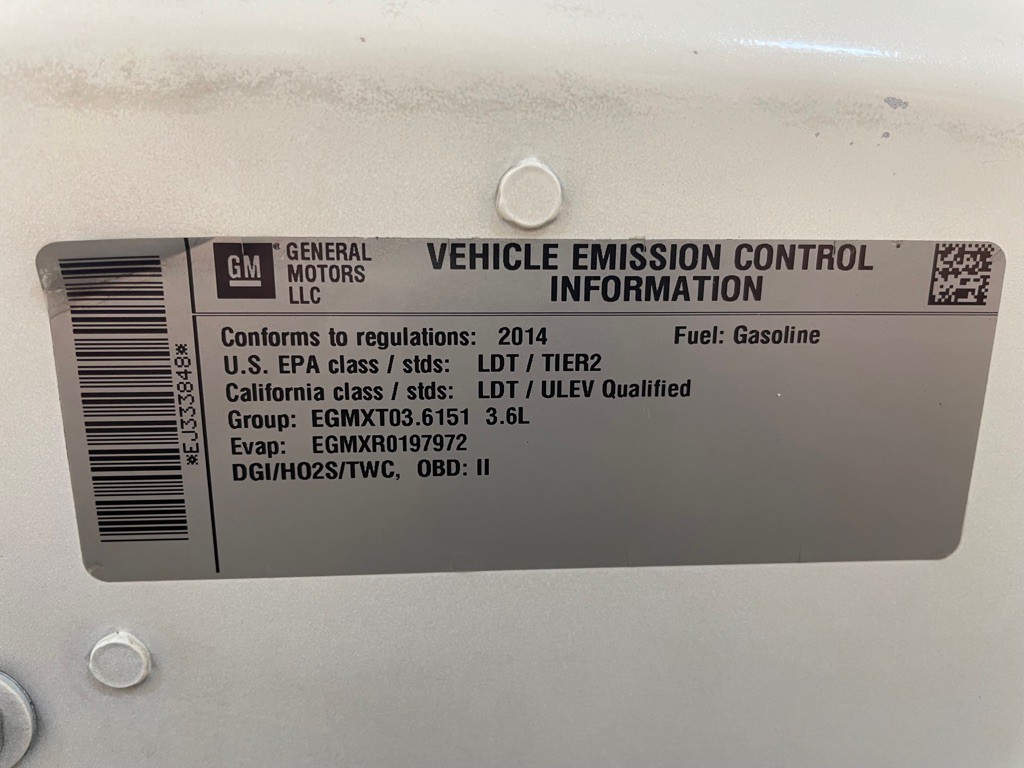 *EJ333848*
GM
GENERAL
MOTORS
LLC
VEHICLE EMISSION CONTROL
INFORMATION
Conforms to regulations: 2014 Fuel: Gasoline
U.S. EPA class / stds: LDT / TIER2
California class / stds: LDT / ULEV Qualified
Group: EGMXT03.6151 3.6L
Evap: EGMXR0197972
DGI/HO2S/TWC, OBD: II